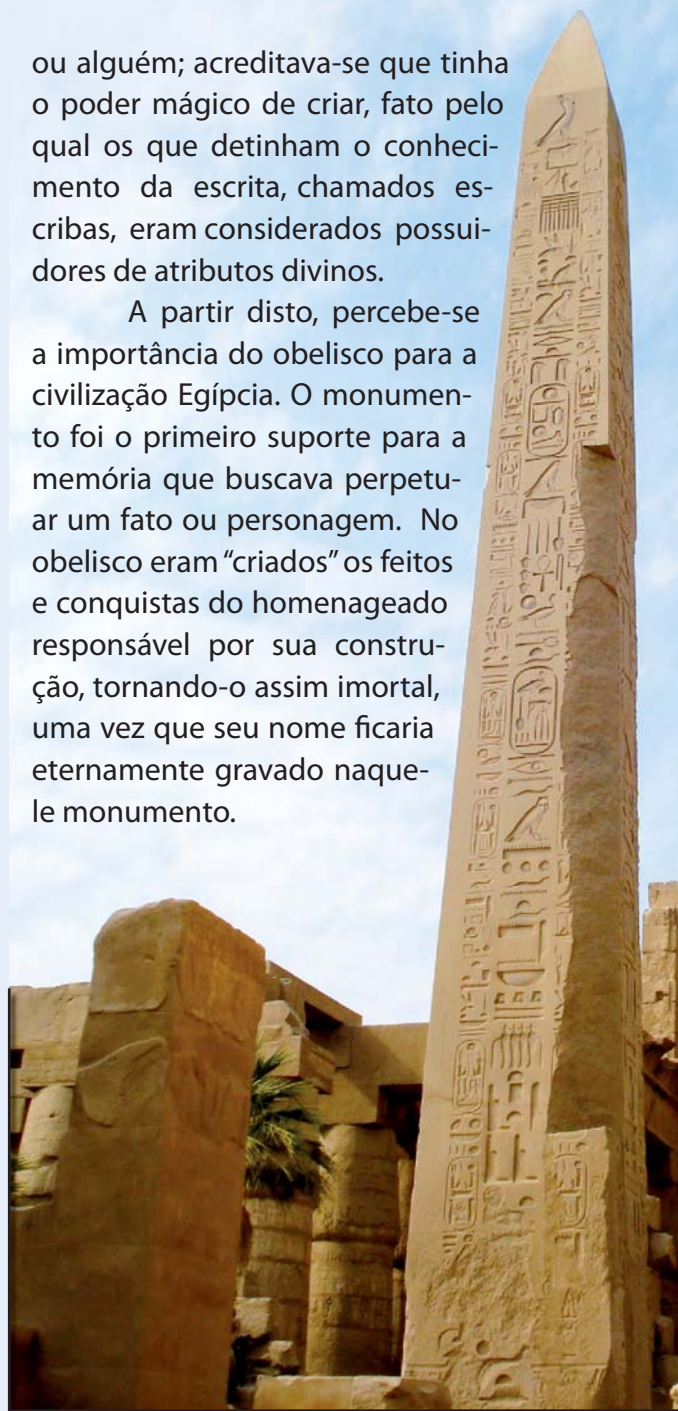 ou alguém; acreditava-se que tinha
o poder mágico de criar, fato pelo
qual os que detinham o conheci-
mento da escrita, chamados es-
cribas, eram considerados possui-
dores de atributos divinos.
A partir disto, percebe-se
a importância do obelisco para a
civilização Egípcia. O monumen-
to foi o primeiro suporte para a
memória que buscava perpetu-
ar um fato ou personagem. No
obelisco eram “criados” os feitos
e conquistas do homenageado
responsável por sua constru-
ção, tornando-o assim imortal,
uma vez que seu nome ficaria
eternamente gravado naque-
le monumento.